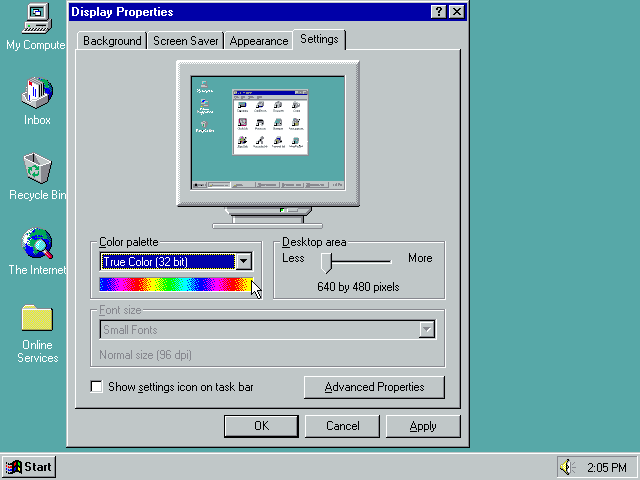 Display Properties
My Compute
Inbox
Recycle Bin
The Internet
Online
Services
Background
Screen Saver
Appearance
Settings
Color palette
True Color (32 bit)
Desktop area
Less
More
640 by 480 pixels
Font size
Small Fonts
Normal size (96 dpi)
Show settings icon on task bar
Advanced Properties
OK
Cancel
Apply
Start
2:05 PM